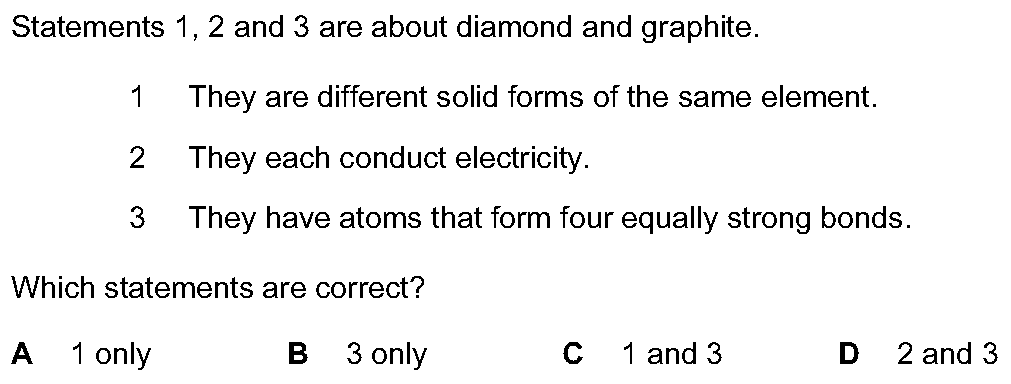 Statements 1, 2 and 3 are about diamond and graphite.
1 They are different solid forms of the same element.
2 They each conduct electricity.
3 They have atoms that form four equally strong bonds.
Which statements are correct?
A 1 only B 3 only C 1 and 3 D 2 and 3